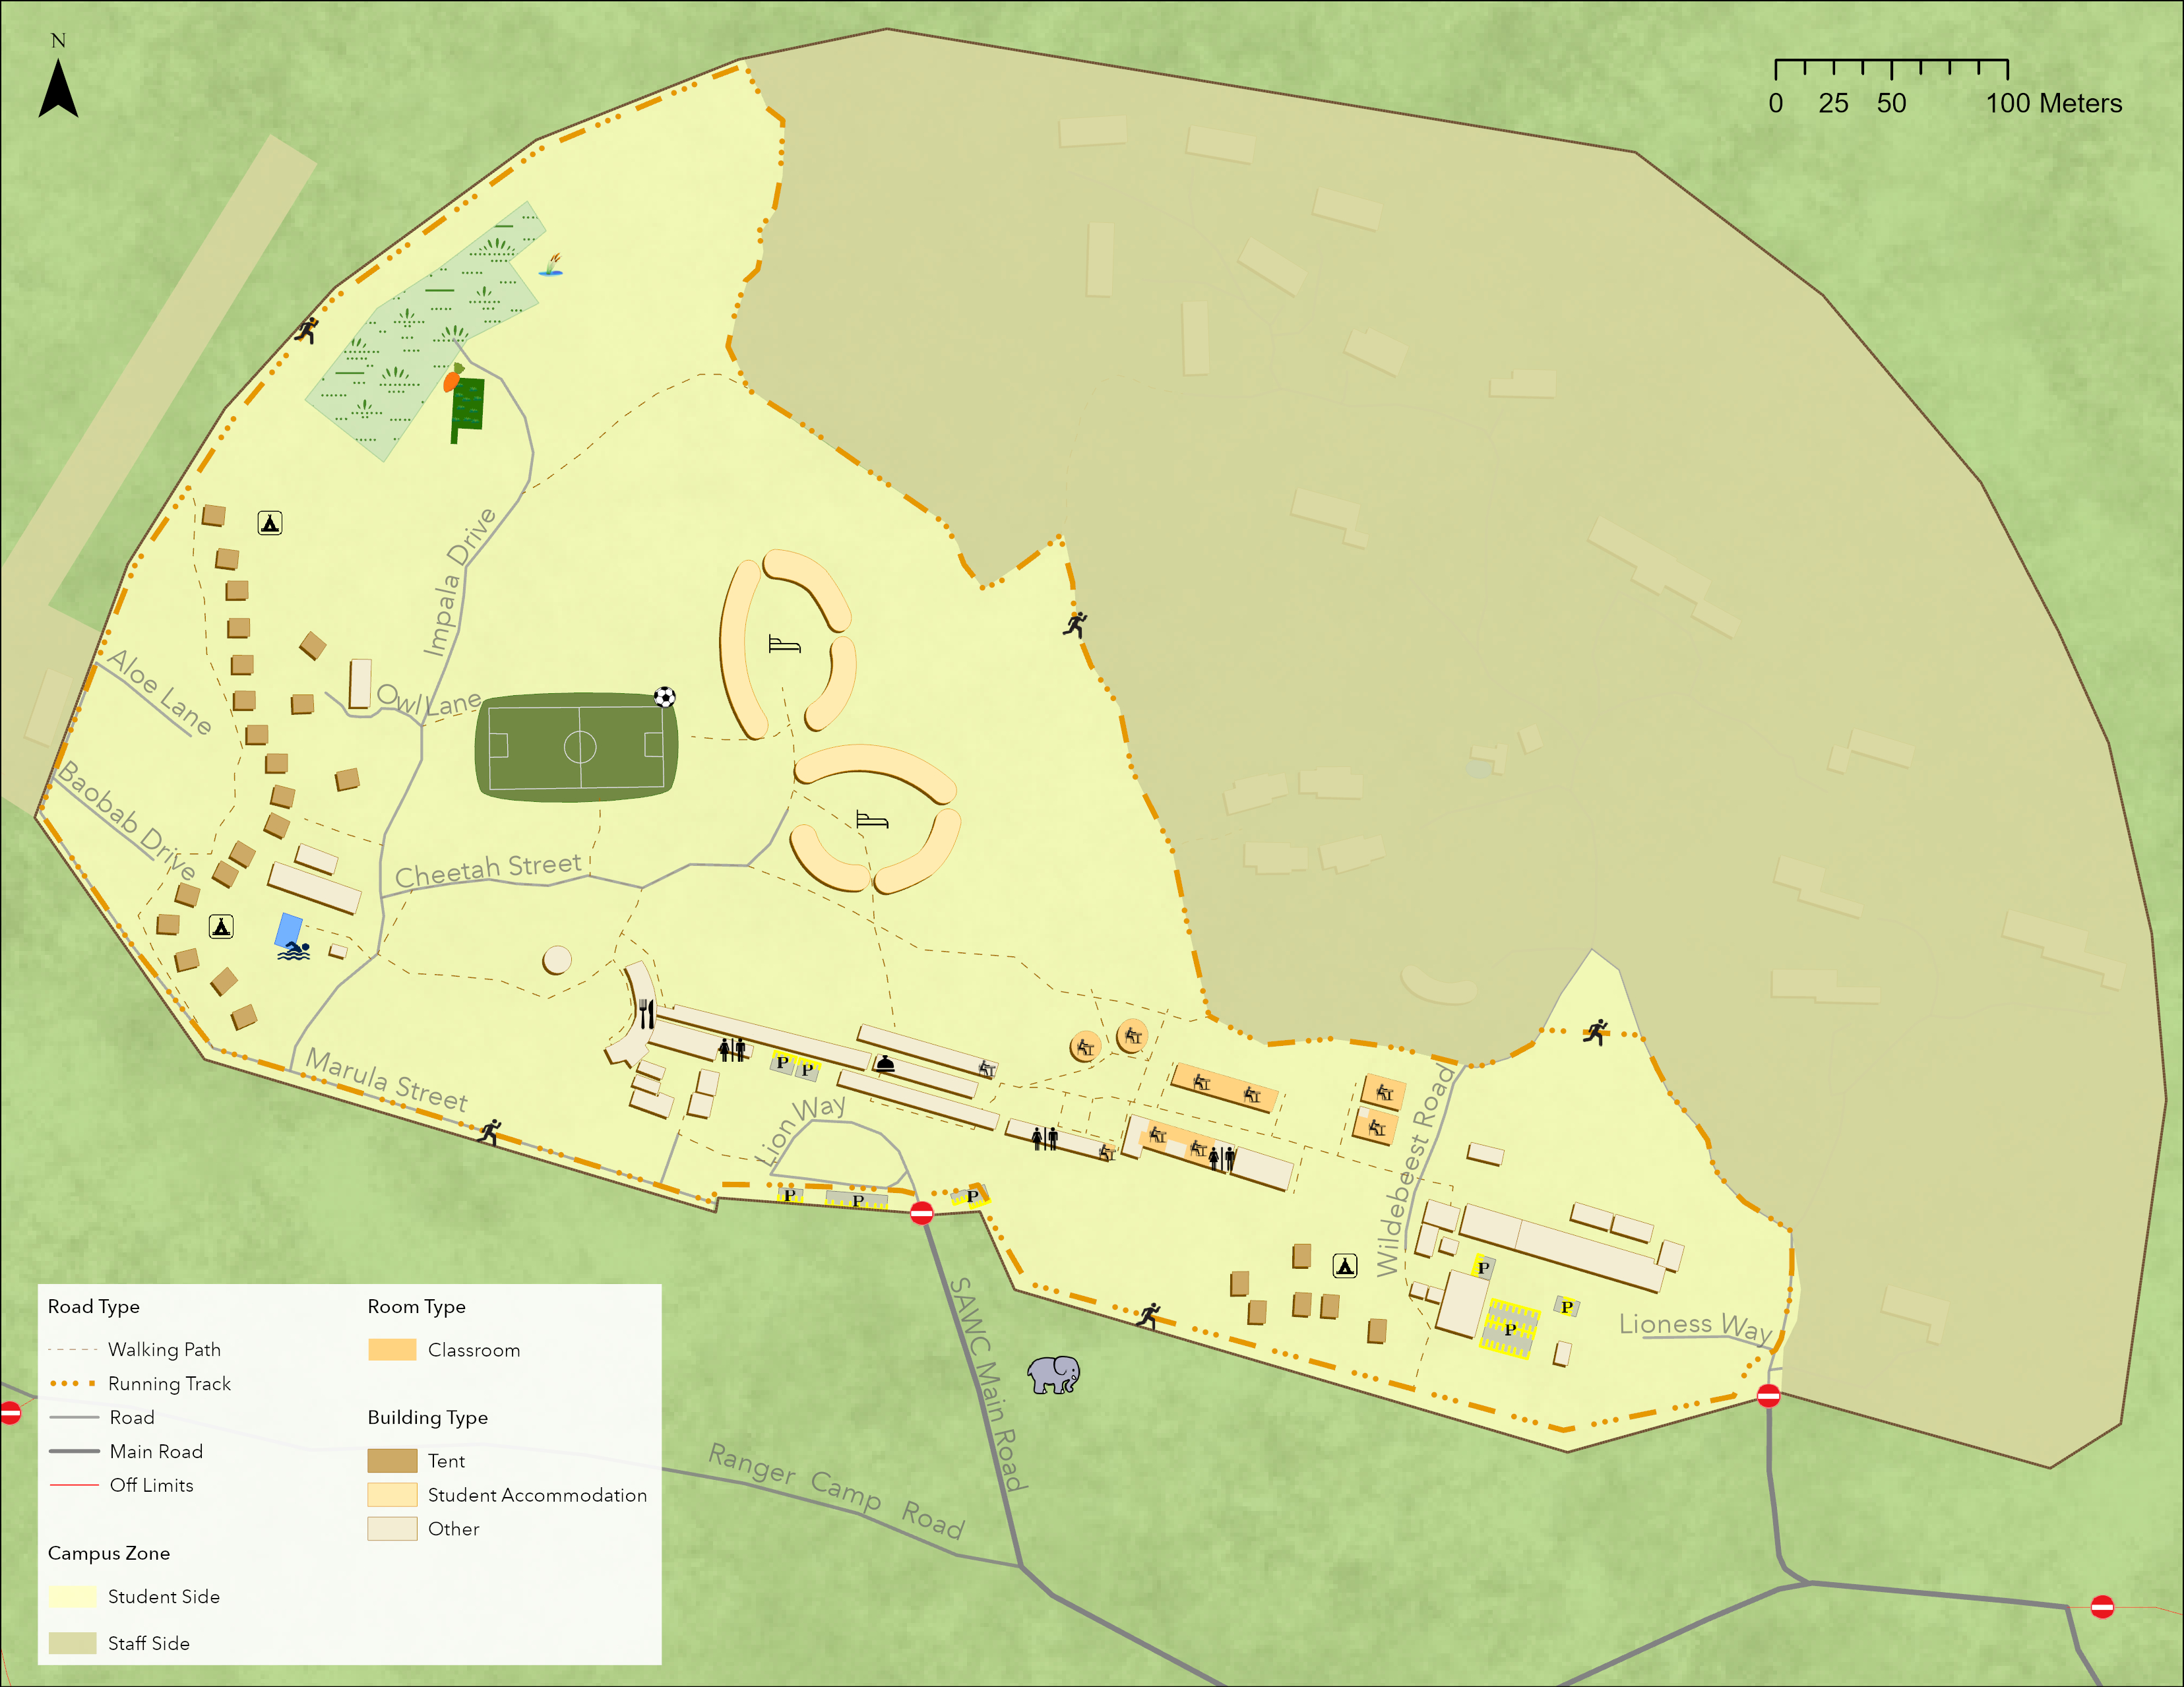 N
0 25 50 100 Meters
Impala Drive
Aloe Lane
Owl Lane
Baobab Drive
Cheetah Street
Marula Street
P
P
Lion Way
Wildebeest Road
P
P
P
P
P
P
Lioness Way
SAWC Main Road
Ranger Camp Road
Road Type
Walking Path
Running Track
Road
Main Road
Off Limits
Campus Zone
Student Side
Staff Side
Room Type
Classroom
Building Type
Tent
Student Accommodation
Other